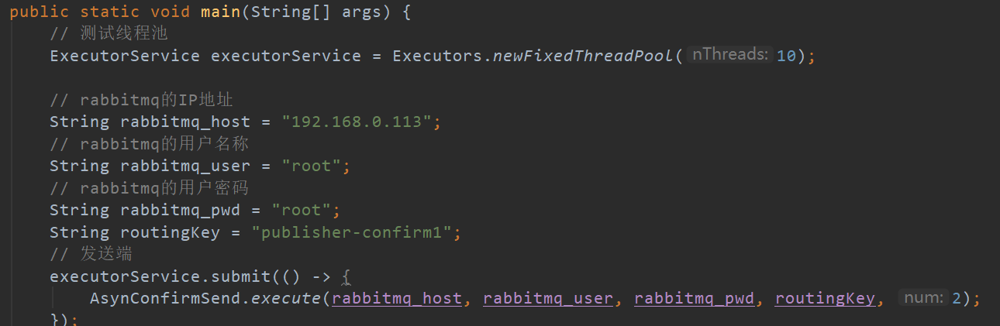 public static void main(String[] args) {
// 测试线程池
ExecutorService executorService = Executors.newFixedThreadPool( nThreads: 10);
// rabbitmq的IP地址
String rabbitmq_host = "192.168.0.113";
// rabbitmq的用户名称
String rabbitmq_user = "root";
// rabbitmq的用户密码
String rabbitmq_pwd = "root";
String routingKey = "publisher-confirm1";
// 发送端
executorService.submit(() -> {
AsynConfirmSend.execute(rabbitmq_host, rabbitmq_user, rabbitmq_pwd, routingKey, num: 2);
});